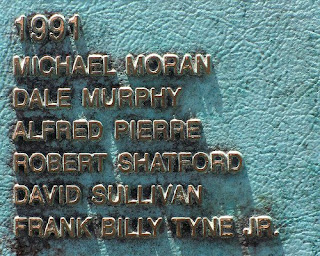 1991
MICHAEL MORAN
DALE MURPHY
ALFRED PIERRE
ROBERT SHATFORD
DAVID SULLIVAN
FRANK BILLY TYNE JR.